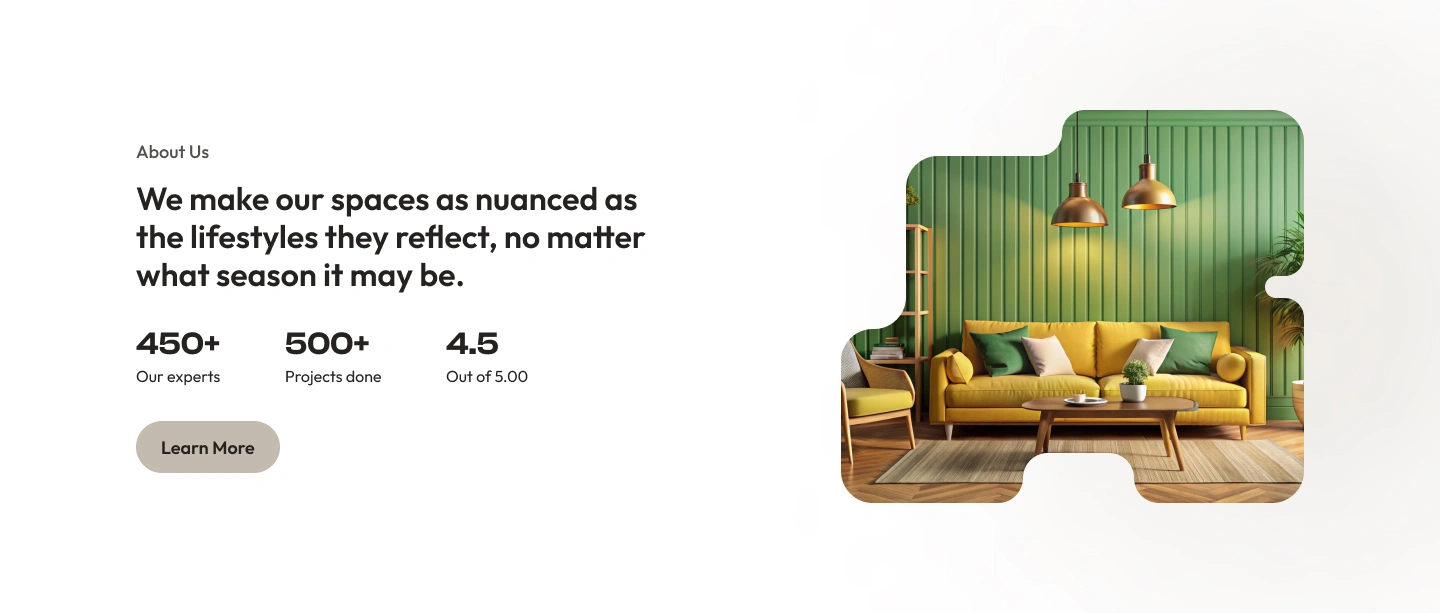 About Us
We make our spaces as nuanced as
the lifestyles they reflect, no matter
what season it may be.
450+ 500+ 4.5
Our experts Projects done Out of 5.00
Learn More